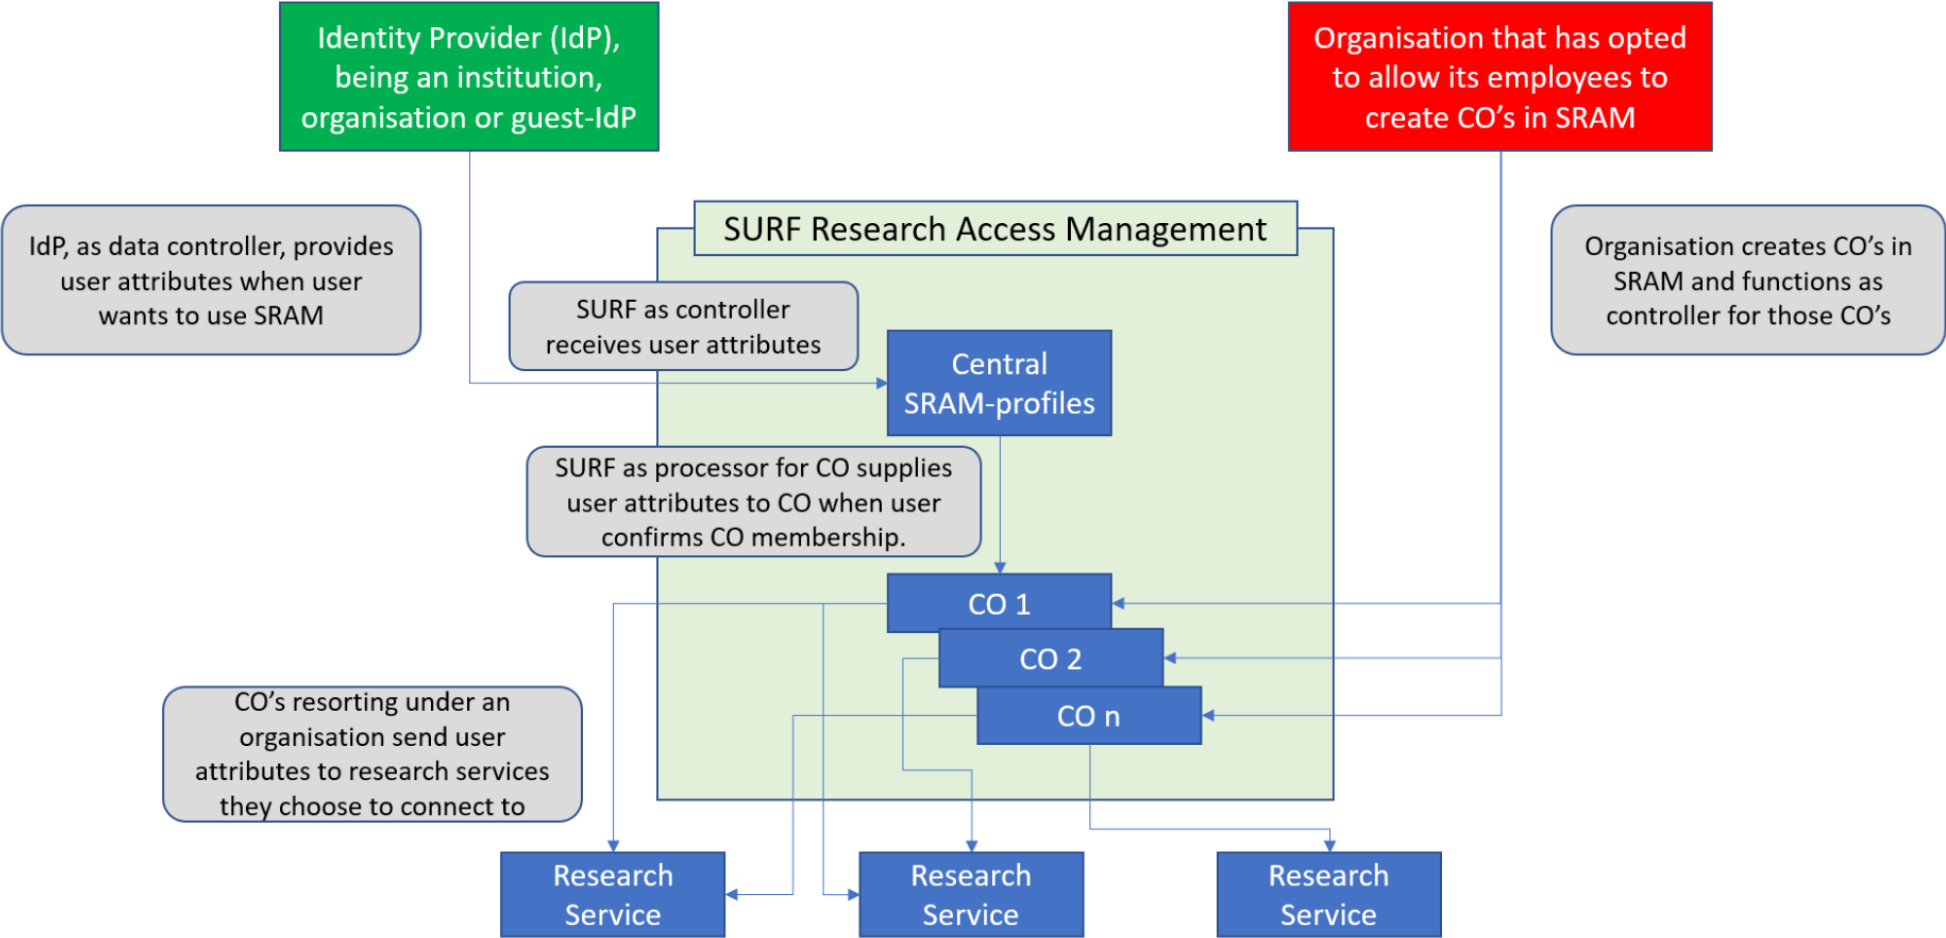 Identity Provider (IdP),
being an institution,
organisation or guest-IdP
Organisation that has opted
to allow its employees to
create CO’s in SRAM
IdP, as data controller, provides
user attributes when user
wants to use SRAM
SURF Research Access Management
Organisation creates CO’s in
SRAM and functions as
controller for those CO’s
SURF as controller
receives user attributes
Central
SRAM-profiles
SURF as processor for CO supplies
user attributes to CO when user
confirms CO membership.
CO 1
CO 2
CO n
CO’s resorting under an
organisation send user
attributes to research services
they choose to connect to
Research
Service
Research
Service
Research
Service